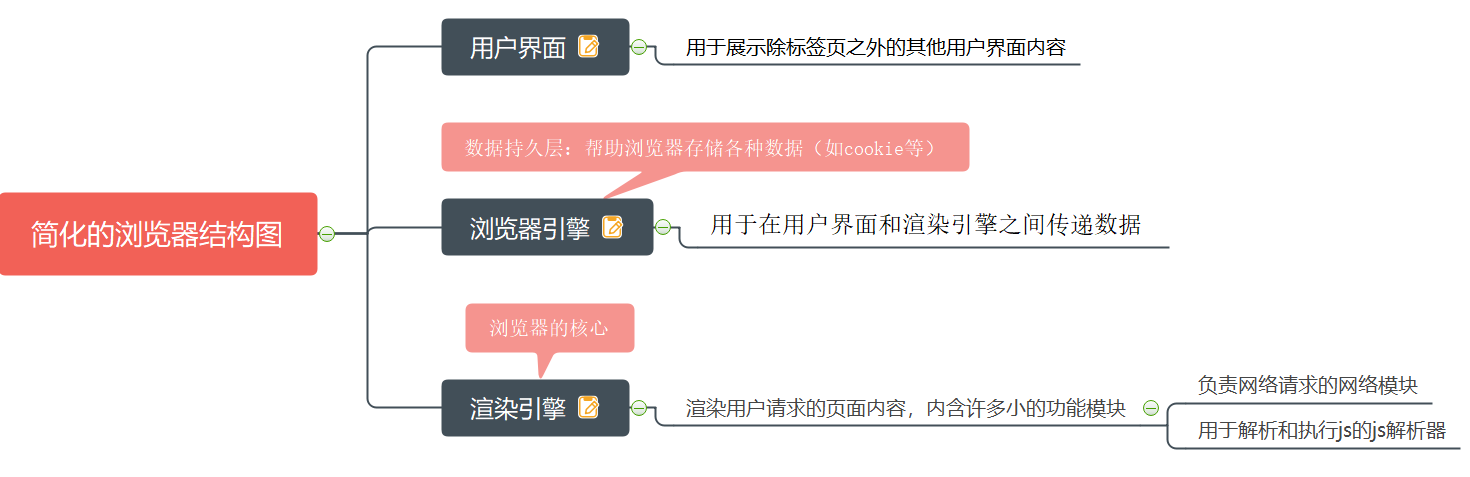 简化的浏览器结构图
用户界面
用于展示除标签页之外的其他用户界面内容
数据持久层：帮助浏览器存储各种数据（如cookie等）
浏览器引擎
用于在用户界面和渲染引擎之间传递数据
浏览器的核心
渲染引擎
渲染用户请求的页面内容，内含许多小的功能模块
负责网络请求的网络模块
用于解析和执行js的js解析器